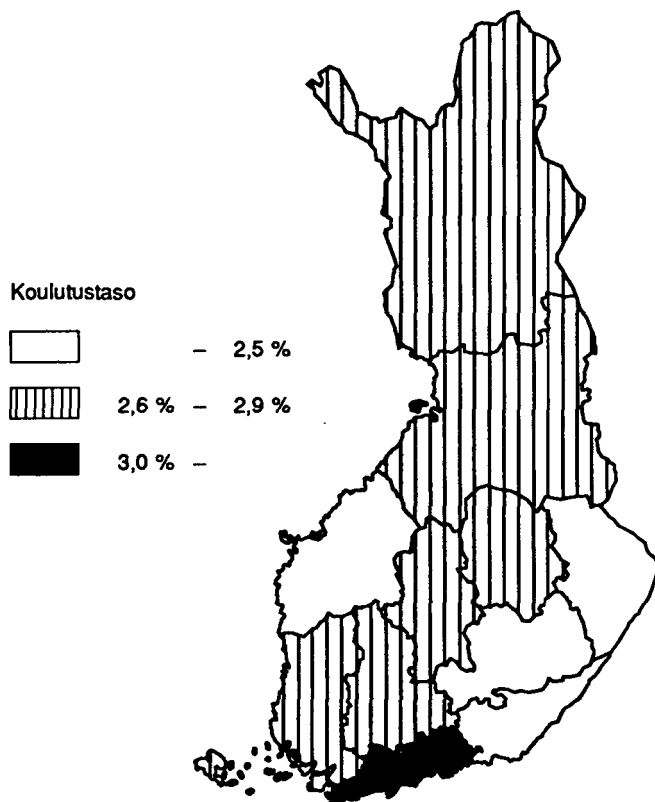 Koulutustaso
– 2,5 %
2,6 % – 2,9 %
3,0 % –